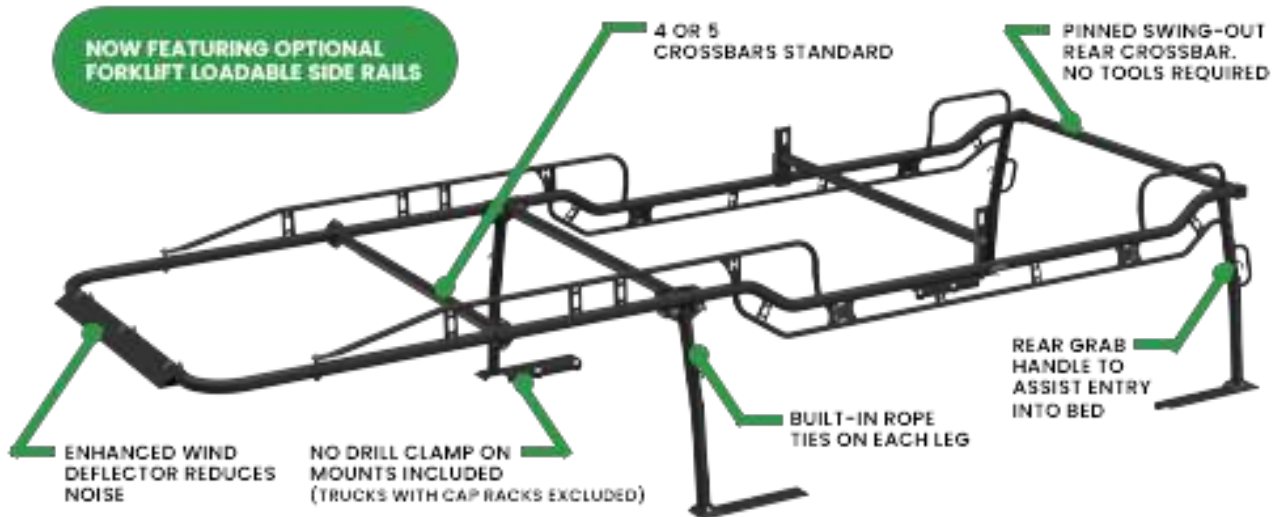 NOW FEATURING OPTIONAL
FORKLIFT LOADABLE SIDE RAILS
4 OR 5
CROSSBARS STANDARD
PINNED SWING-OUT
REAR CROSSBAR.
NO TOOLS REQUIRED
REAR GRAB
HANDLE TO
ASSIST ENTRY
INTO BED
BUILT-IN ROPE
TIES ON EACH LEG
ENHANCED WIND
DEFLECTOR REDUCES
NOISE
NO DRILL CLAMP ON
MOUNTS INCLUDED
(TRUCKS WITH CAP RACKS EXCLUDED)